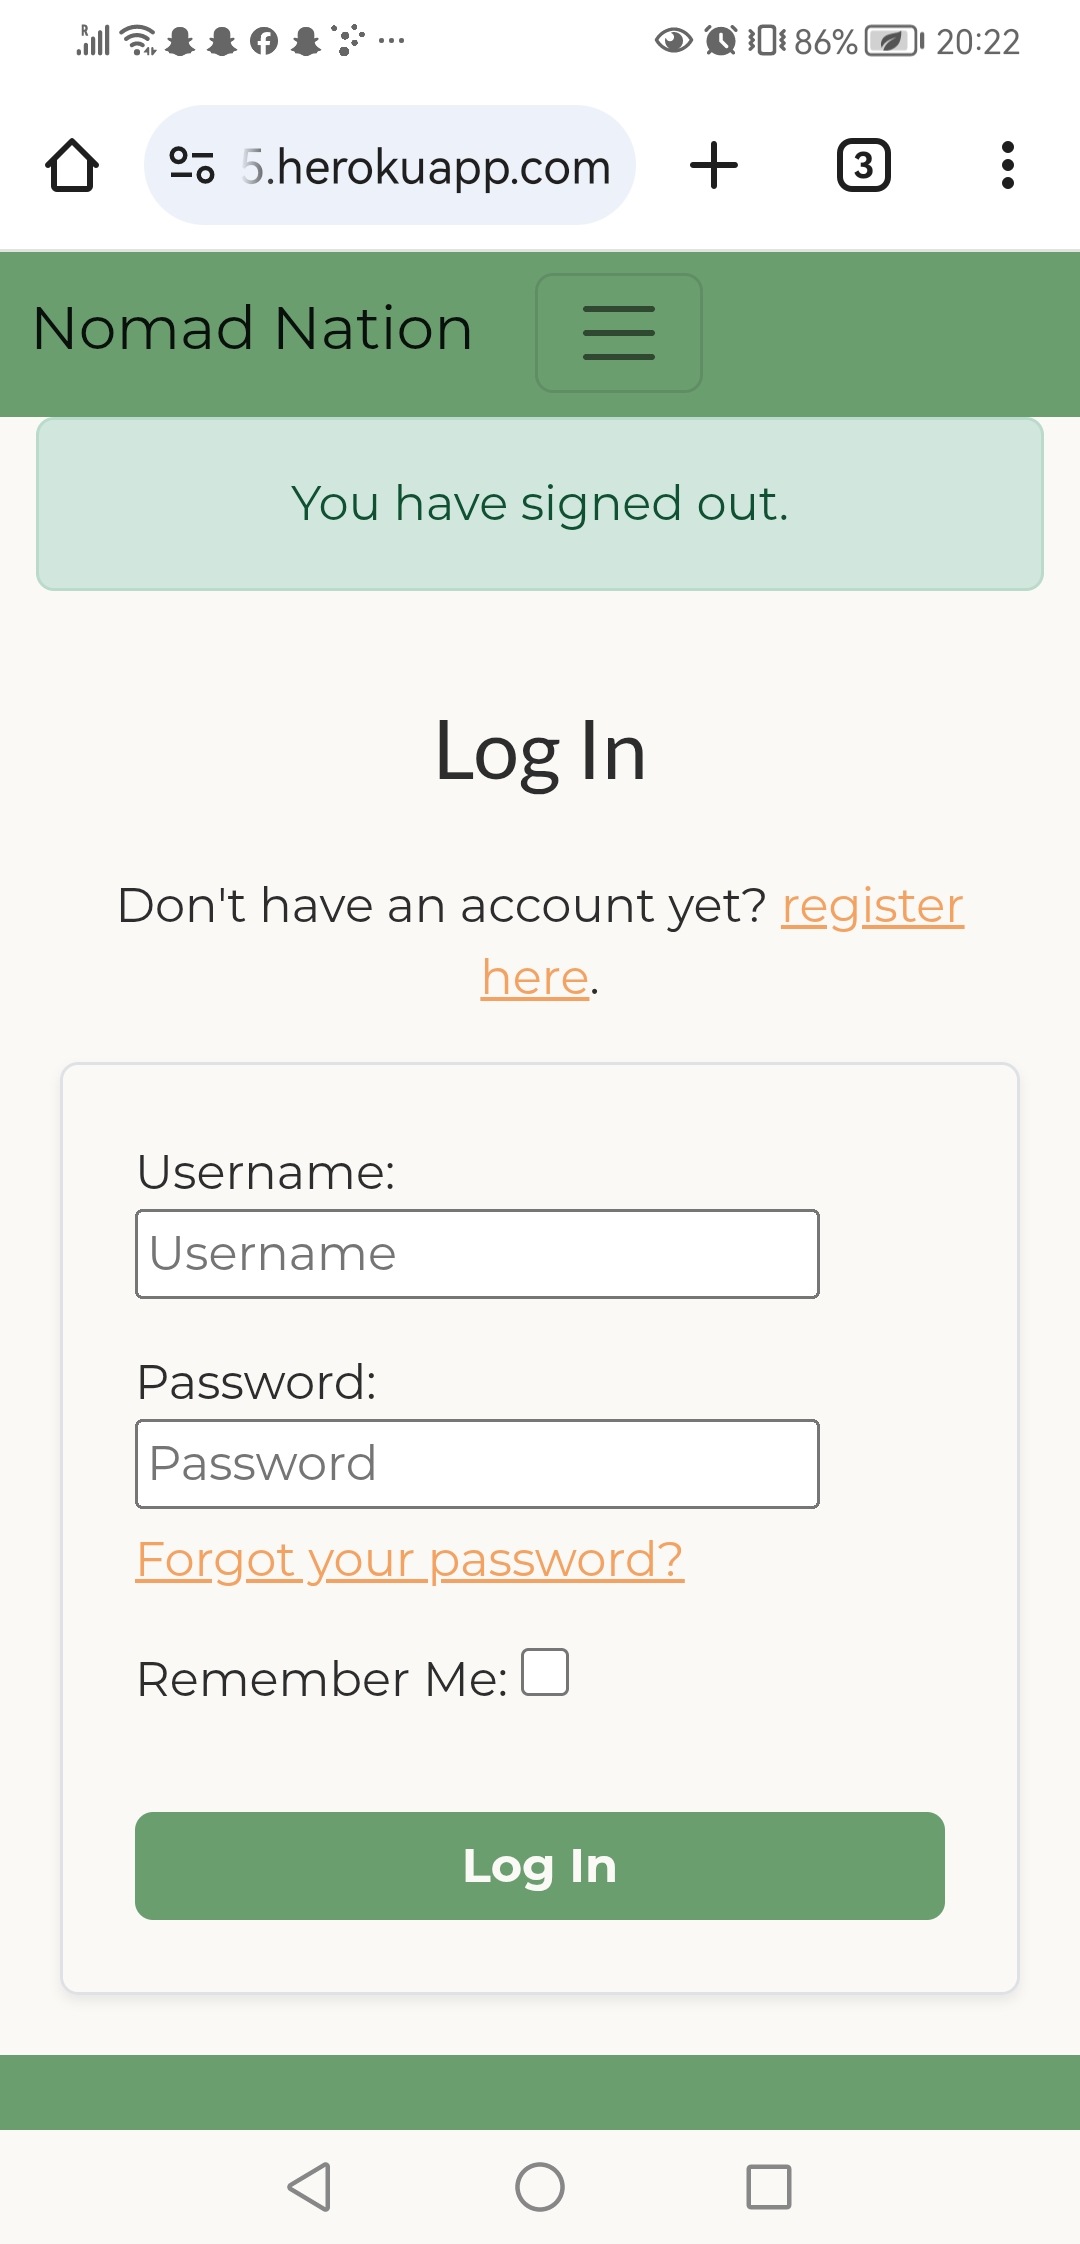 R 86% 20:22
5.herokuapp.com 3
Nomad Nation
You have signed out.
Log In
Don't have an account yet? register
here.
Username:
Username
Password:
Password
Forgot your password?
Remember Me:
Log In